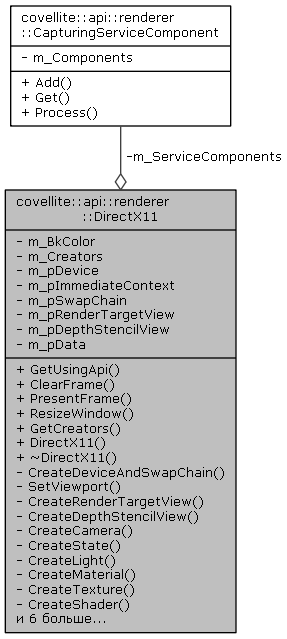 covellite::api::renderer
::CapturingServiceComponent
- m_Components
+ Add()
+ Get()
+ Process()
-m_ServiceComponents
covellite::api::renderer
::DirectX11
- m_BkColor
- m_Creators
- m_pDevice
- m_pImmediateContext
- m_pSwapChain
- m_pRenderTargetView
- m_pDepthStencilView
- m_pData
+ GetUsingApi()
+ ClearFrame()
+ PresentFrame()
+ ResizeWindow()
+ GetCreators()
+ DirectX11()
+ ~DirectX11()
- CreateDeviceAndSwapChain()
- SetViewport()
- CreateRenderTargetView()
- CreateDepthStencilView()
- CreateCamera()
- CreateState()
- CreateLight()
- CreateMaterial()
- CreateTexture()
- CreateShader()
и 6 больше...